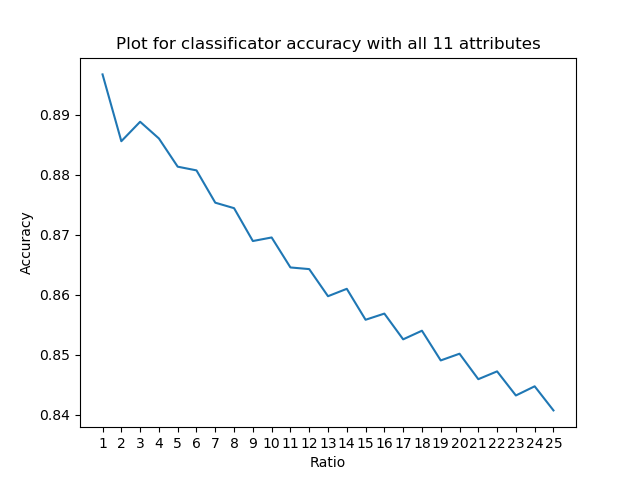 Plot for classificator accuracy with all 11 attributes
0.89
0.88
0.87
0.86
0.85
0.84
Accuracy
1 2 3 4 5 6 7 8 9 10 11 12 13 14 15 16 17 18 19 20 21 22 23 24 25
Ratio